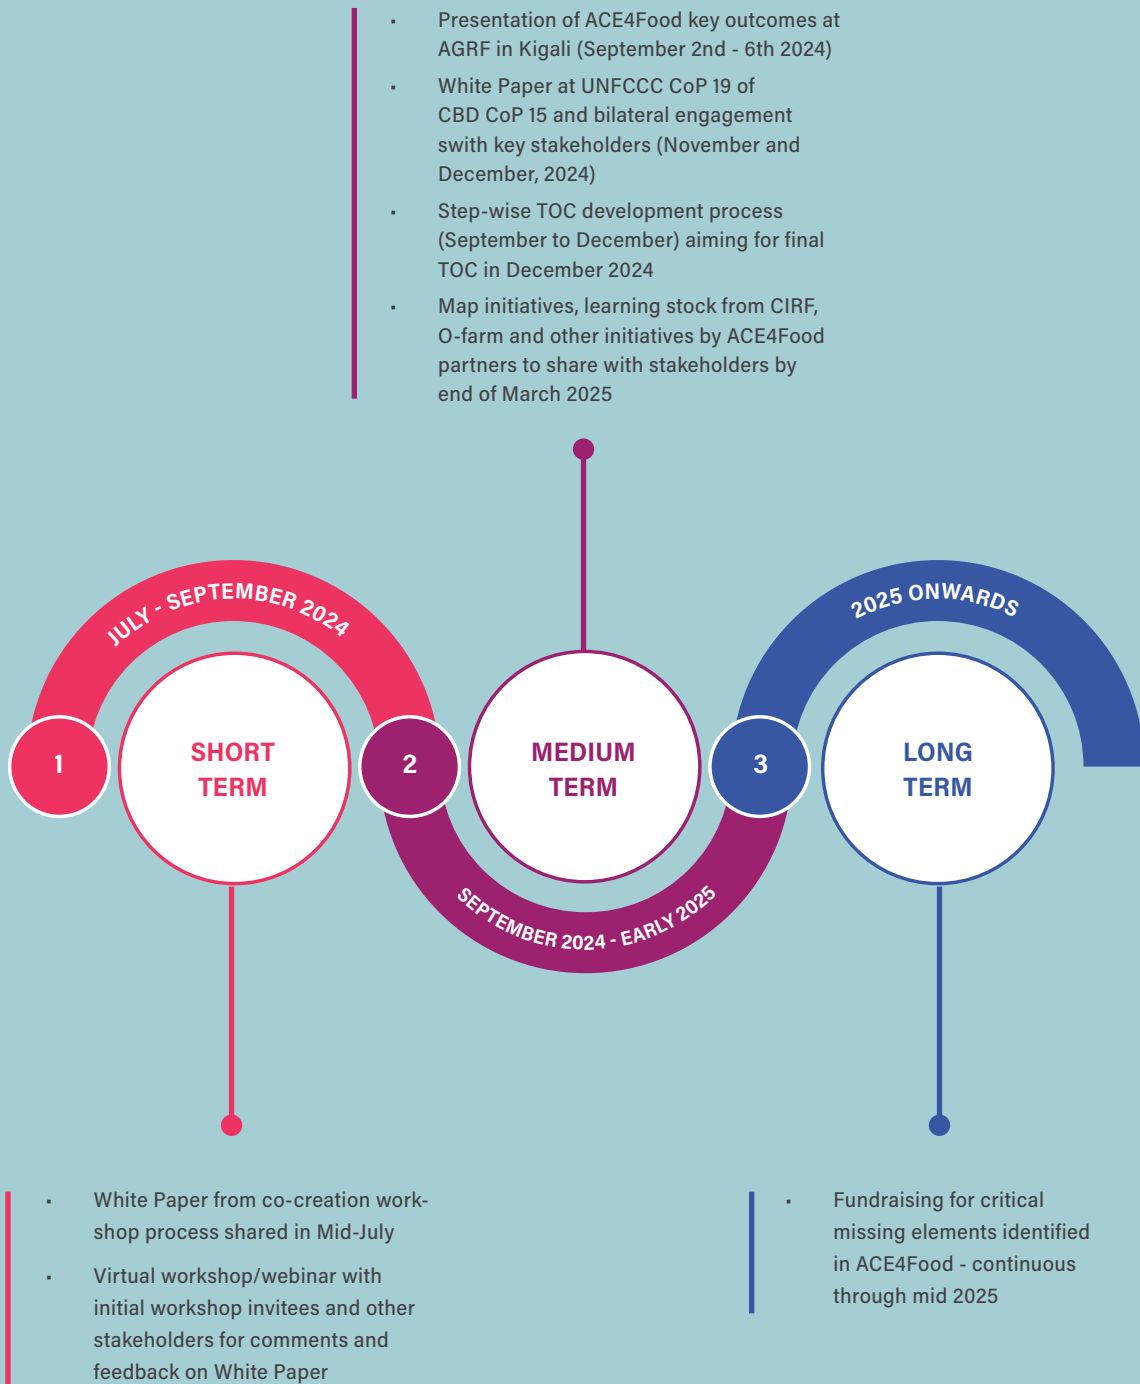 ▪ Presentation of ACE4Food key outcomes at
AGRF in Kigali (September 2nd - 6th 2024)
▪ White Paper at UNFCCC CoP 19 of
CBD CoP 15 and bilateral engagement
swith key stakeholders (November and
December, 2024)
▪ Step-wise TOC development process
(September to December) aiming for final
TOC in December 2024
▪ Map initiatives, learning stock from CIRF,
O-farm and other initiatives by ACE4Food
partners to share with stakeholders by
end of March 2025
JULY - SEPTEMBER 2024
2025 ONWARDS
1
SHORT
TERM
2
MEDIUM
TERM
3
LONG
TERM
SEPTEMBER 2024 - EARLY 2025
▪ White Paper from co-creation work-
shop process shared in Mid-July
▪ Virtual workshop/webinar with
initial workshop invitees and other
stakeholders for comments and
feedback on White Paper
▪ Fundraising for critical
missing elements identified
in ACE4Food - continuous
through mid 2025